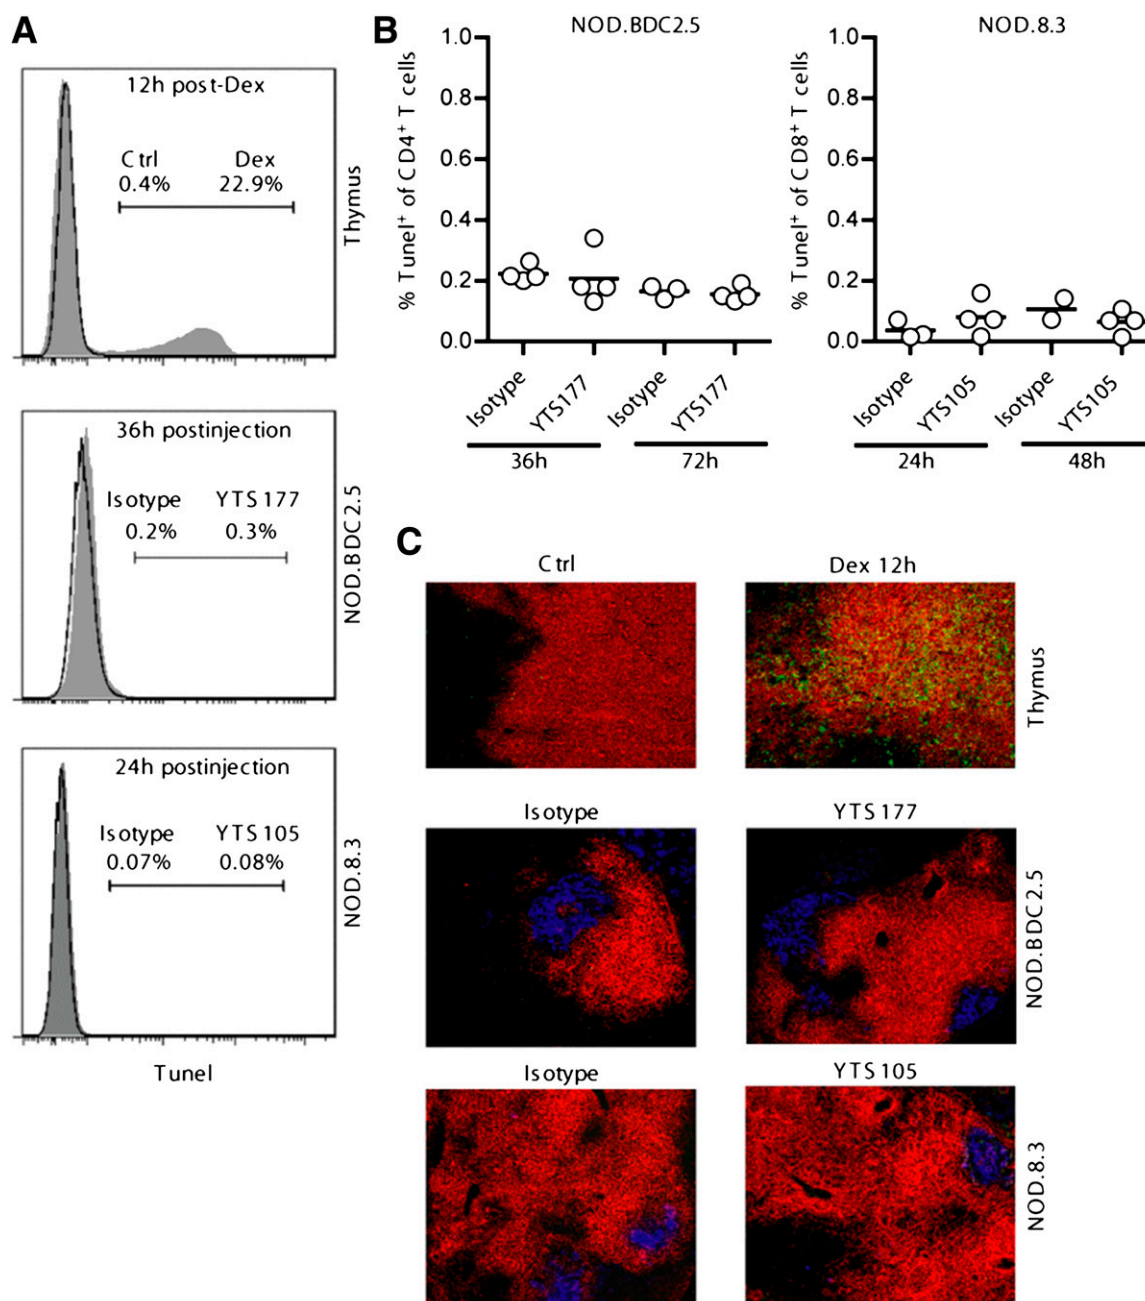 A
12h post-Dex
Ctrl Dex
0.4% 22.9%
Thymus
36h postinjection
Isotype YTS177
0.2% 0.3%
NOD.BDC2.5
24h postinjection
Isotype YTS105
0.07% 0.08%
NOD.8.3
Tunel
B
NOD.BDC2.5
% Tunel⁺ of CD4⁺ T cells
1.0
0.8
0.6
0.4
0.2
0.0
Isotype YTS177 Isotype YTS177
36h 72h
NOD.8.3
% Tunel⁺ of CD8⁺ T cells
1.0
0.8
0.6
0.4
0.2
0.0
Isotype YTS105 Isotype YTS105
24h 48h
C
Ctrl Dex 12h
Thymus
Isotype YTS177
NOD.BDC2.5
Isotype YTS105
NOD.8.3